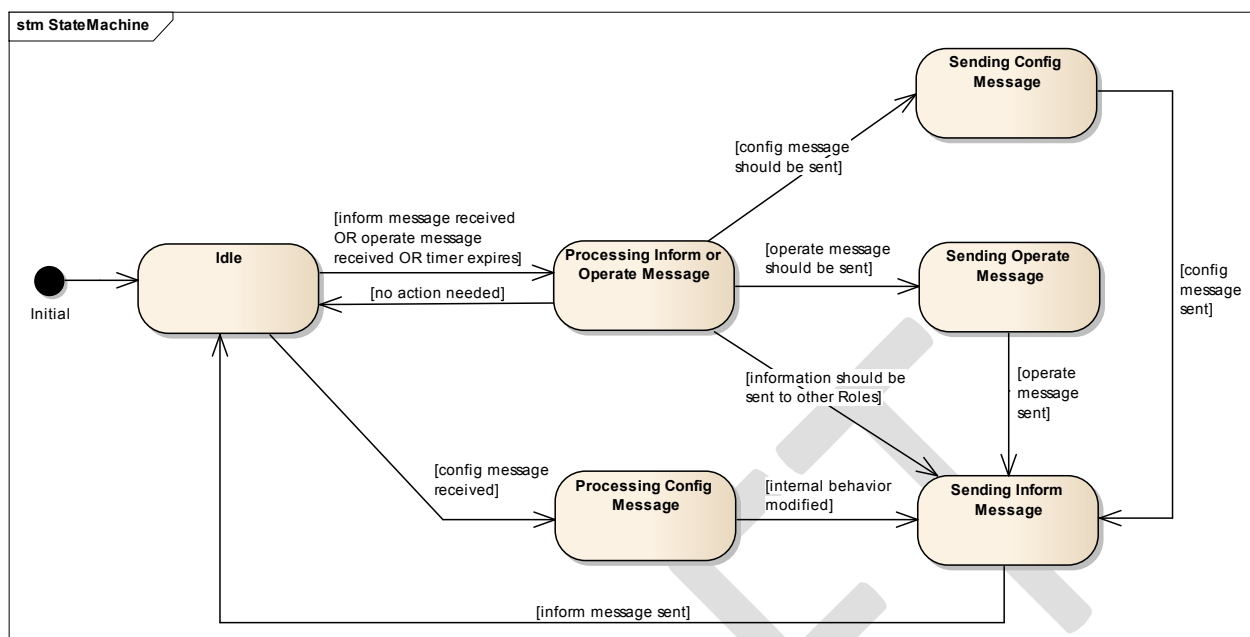 stm StateMachine
Sending Config
Message
[config message
should be sent]
[inform message received
OR operate message
received OR timer expires]
Idle
Processing Inform or
Operate Message
[operate message
should be sent]
Sending Operate
Message
[config
message
sent]
[no action needed]
Initial
[information should be
sent to other Roles]
[operate
message
sent]
[config message
received]
Processing Config
Message
[internal behavior
modified]
Sending Inform
Message
[inform message sent]